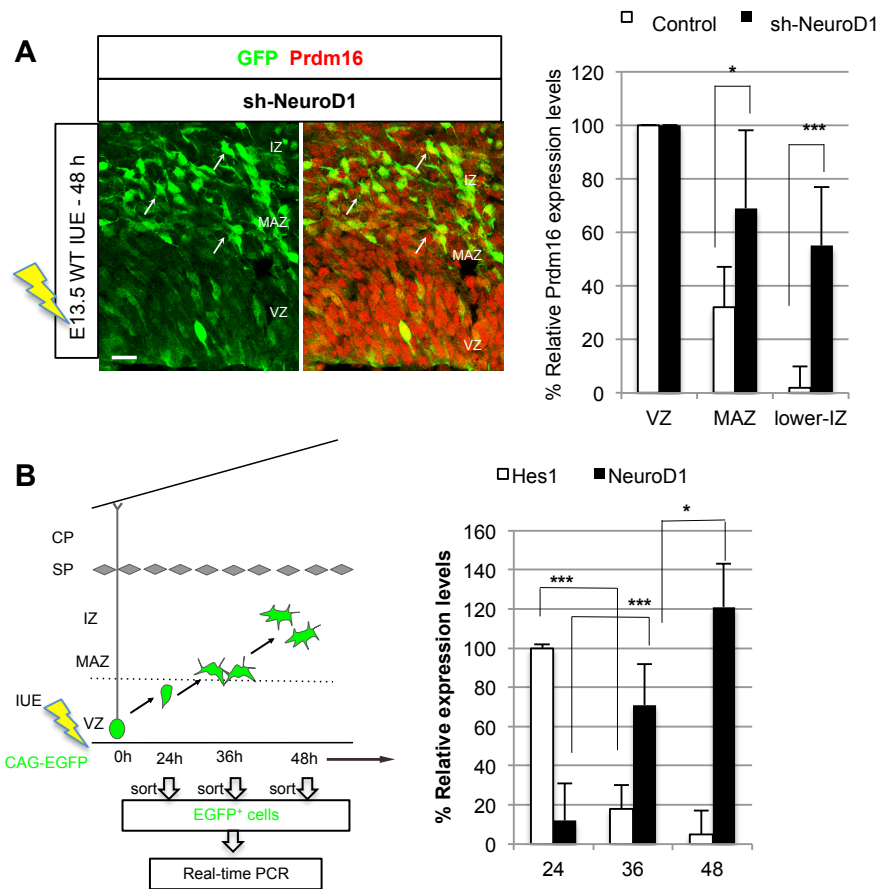 A
GFP Prdm16
sh-NeuroD1
E13.5 WT IUE - 48 h
IZ
MAZ
VZ
IZ
MAZ
VZ
Control sh-NeuroD1
% Relative Prdm16 expression levels
120
100
80
60
40
20
0
*
***
VZ MAZ lower-IZ
B
CP
SP
IZ
MAZ
IUE
VZ
CAG-EGFP
0h 24h 36h 48h
sort sort sort
EGFP⁺ cells
Real-time PCR
Hes1 NeuroD1
% Relative expression levels
160
140
120
100
80
60
40
20
0
***
***
*
24 36 48